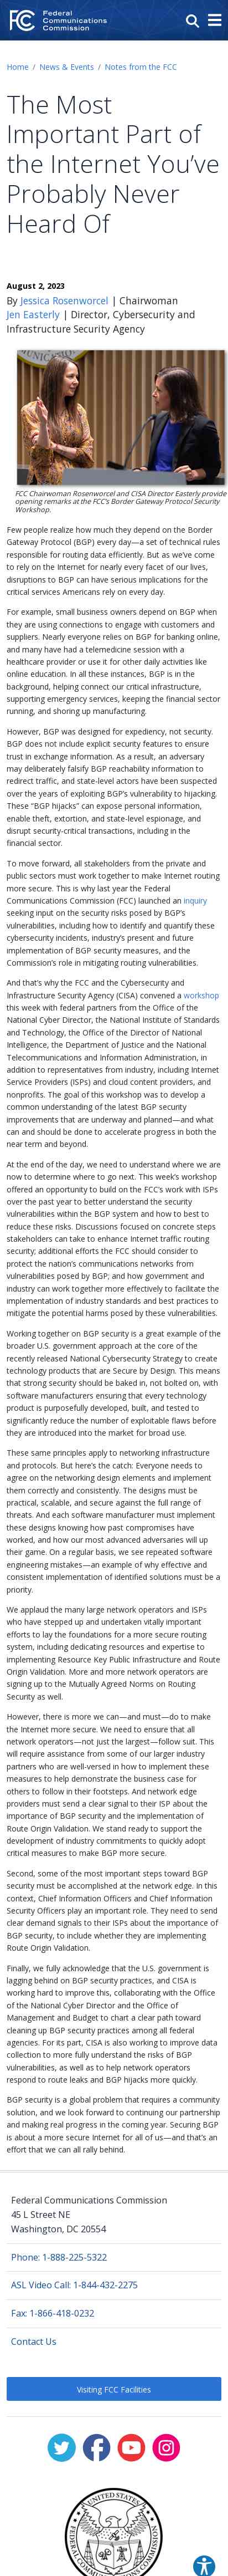 Federal
Communications
Commission
Home / News & Events / Notes from the FCC
The Most
Important Part of
the Internet You’ve
Probably Never
Heard Of
August 2, 2023
By Jessica Rosenworcel | Chairwoman
Jen Easterly | Director, Cybersecurity and
Infrastructure Security Agency
FCC Chairwoman Rosenworcel and CISA Director Easterly provide
opening remarks at the FCC’s Border Gateway Protocol Security
Workshop.
Few people realize how much they depend on the Border
Gateway Protocol (BGP) every day—a set of technical rules
responsible for routing data efficiently. But as we’ve come
to rely on the Internet for nearly every facet of our lives,
disruptions to BGP can have serious implications for the
critical services Americans rely on every day.
For example, small business owners depend on BGP when
they are using connections to engage with customers and
suppliers. Nearly everyone relies on BGP for banking online,
and many have had a telemedicine session with a
healthcare provider or use it for other daily activities like
online education. In all these instances, BGP is in the
background, helping connect our critical infrastructure,
supporting emergency services, keeping the financial sector
running, and shoring up manufacturing.
However, BGP was designed for expediency, not security.
BGP does not include explicit security features to ensure
trust in exchange information. As a result, an adversary
may deliberately falsify BGP reachability information to
redirect traffic, and state-level actors have been suspected
over the years of exploiting BGP’s vulnerability to hijacking.
These “BGP hijacks” can expose personal information,
enable theft, extortion, and state-level espionage, and
disrupt security-critical transactions, including in the
financial sector.
To move forward, all stakeholders from the private and
public sectors must work together to make Internet routing
more secure. This is why last year the Federal
Communications Commission (FCC) launched an inquiry
seeking input on the security risks posed by BGP’s
vulnerabilities, including how to identify and quantify these
cybersecurity incidents, industry’s present and future
implementation of BGP security measures, and the
Commission’s role in mitigating routing vulnerabilities.
And that’s why the FCC and the Cybersecurity and
Infrastructure Security Agency (CISA) convened a workshop
this week with federal partners from the Office of the
National Cyber Director, the National Institute of Standards
and Technology, the Office of the Director of National
Intelligence, the Department of Justice and the National
Telecommunications and Information Administration, in
addition to representatives from industry, including Internet
Service Providers (ISPs) and cloud content providers, and
nonprofits. The goal of this workshop was to develop a
common understanding of the latest BGP security
improvements that are underway and planned—and what
can and should be done to accelerate progress in both the
near term and beyond.
At the end of the day, we need to understand where we are
now to determine where to go next. This week’s workshop
offered an opportunity to build on the FCC’s work with ISPs
over the past year to better understand the security
vulnerabilities within the BGP system and how to best to
reduce these risks. Discussions focused on concrete steps
stakeholders can take to enhance Internet traffic routing
security; additional efforts the FCC should consider to
protect the nation’s communications networks from
vulnerabilities posed by BGP; and how government and
industry can work together more effectively to facilitate the
implementation of industry standards and best practices to
mitigate the potential harms posed by these vulnerabilities.
Working together on BGP security is a great example of the
broader U.S. government approach at the core of the
recently released National Cybersecurity Strategy to create
technology products that are Secure by Design. This means
that strong security should be baked in, not bolted on, with
software manufacturers ensuring that every technology
product is purposefully developed, built, and tested to
significantly reduce the number of exploitable flaws before
they are introduced into the market for broad use.
These same principles apply to networking infrastructure
and protocols. But here’s the catch: Everyone needs to
agree on the networking design elements and implement
them correctly and consistently. The designs must be
practical, scalable, and secure against the full range of
threats. And each software manufacturer must implement
these designs knowing how past compromises have
worked, and how our most advanced adversaries will up
their game. On a regular basis, we see repeated software
engineering mistakes—an example of why effective and
consistent implementation of identified solutions must be a
priority.
We applaud the many large network operators and ISPs
who have stepped up and undertaken vitally important
efforts to lay the foundations for a more secure routing
system, including dedicating resources and expertise to
implementing Resource Key Public Infrastructure and Route
Origin Validation. More and more network operators are
signing up to the Mutually Agreed Norms on Routing
Security as well.
However, there is more we can—and must—do to make
the Internet more secure. We need to ensure that all
network operators—not just the largest—follow suit. This
will require assistance from some of our larger industry
partners who are well-versed in how to implement these
measures to help demonstrate the business case for
others to follow in their footsteps. And network edge
providers must send a clear signal to their ISP about the
importance of BGP security and the implementation of
Route Origin Validation. We stand ready to support the
development of industry commitments to quickly adopt
critical measures to make BGP more secure.
Second, some of the most important steps toward BGP
security must be accomplished at the network edge. In this
context, Chief Information Officers and Chief Information
Security Officers play an important role. They need to send
clear demand signals to their ISPs about the importance of
BGP security, to include whether they are implementing
Route Origin Validation.
Finally, we fully acknowledge that the U.S. government is
lagging behind on BGP security practices, and CISA is
working hard to improve this, collaborating with the Office
of the National Cyber Director and the Office of
Management and Budget to chart a clear path toward
cleaning up BGP security practices among all federal
agencies. For its part, CISA is also working to improve data
collection to more fully understand the risks of BGP
vulnerabilities, as well as to help network operators
respond to route leaks and BGP hijacks more quickly.
BGP security is a global problem that requires a community
solution, and we look forward to continuing our partnership
and making real progress in the coming year. Securing BGP
is about a more secure Internet for all of us—and that’s an
effort that we can all rally behind.
Federal Communications Commission
45 L Street NE
Washington, DC 20554
Phone: 1-888-225-5322
ASL Video Call: 1-844-432-2275
Fax: 1-866-418-0232
Contact Us
Visiting FCC Facilities